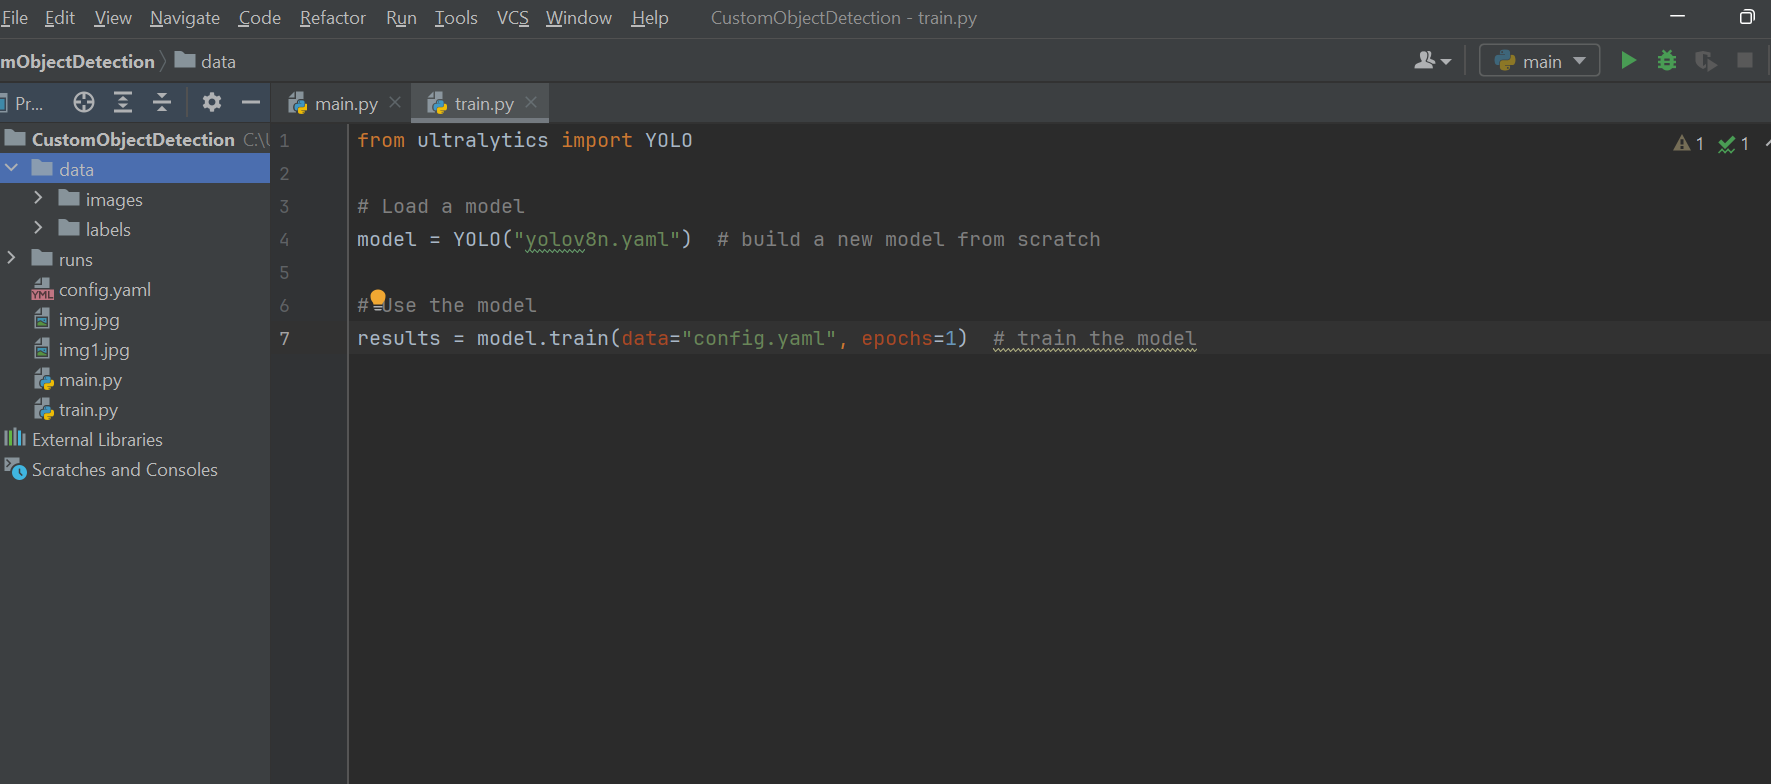 File Edit View Navigate Code Refactor Run Tools VCS Window Help CustomObjectDetection - train.py
mObjectDetection data
main
Pr...
main.py train.py
CustomObjectDetection C:\
data
images
labels
runs
config.yaml
img.jpg
img1.jpg
main.py
train.py
External Libraries
Scratches and Consoles
1 from ultralytics import YOLO
2
3 # Load a model
4 model = YOLO("yolov8n.yaml")  # build a new model from scratch
5
6 # Use the model
7 results = model.train(data="config.yaml", epochs=1)  # train the model
1 1
YML